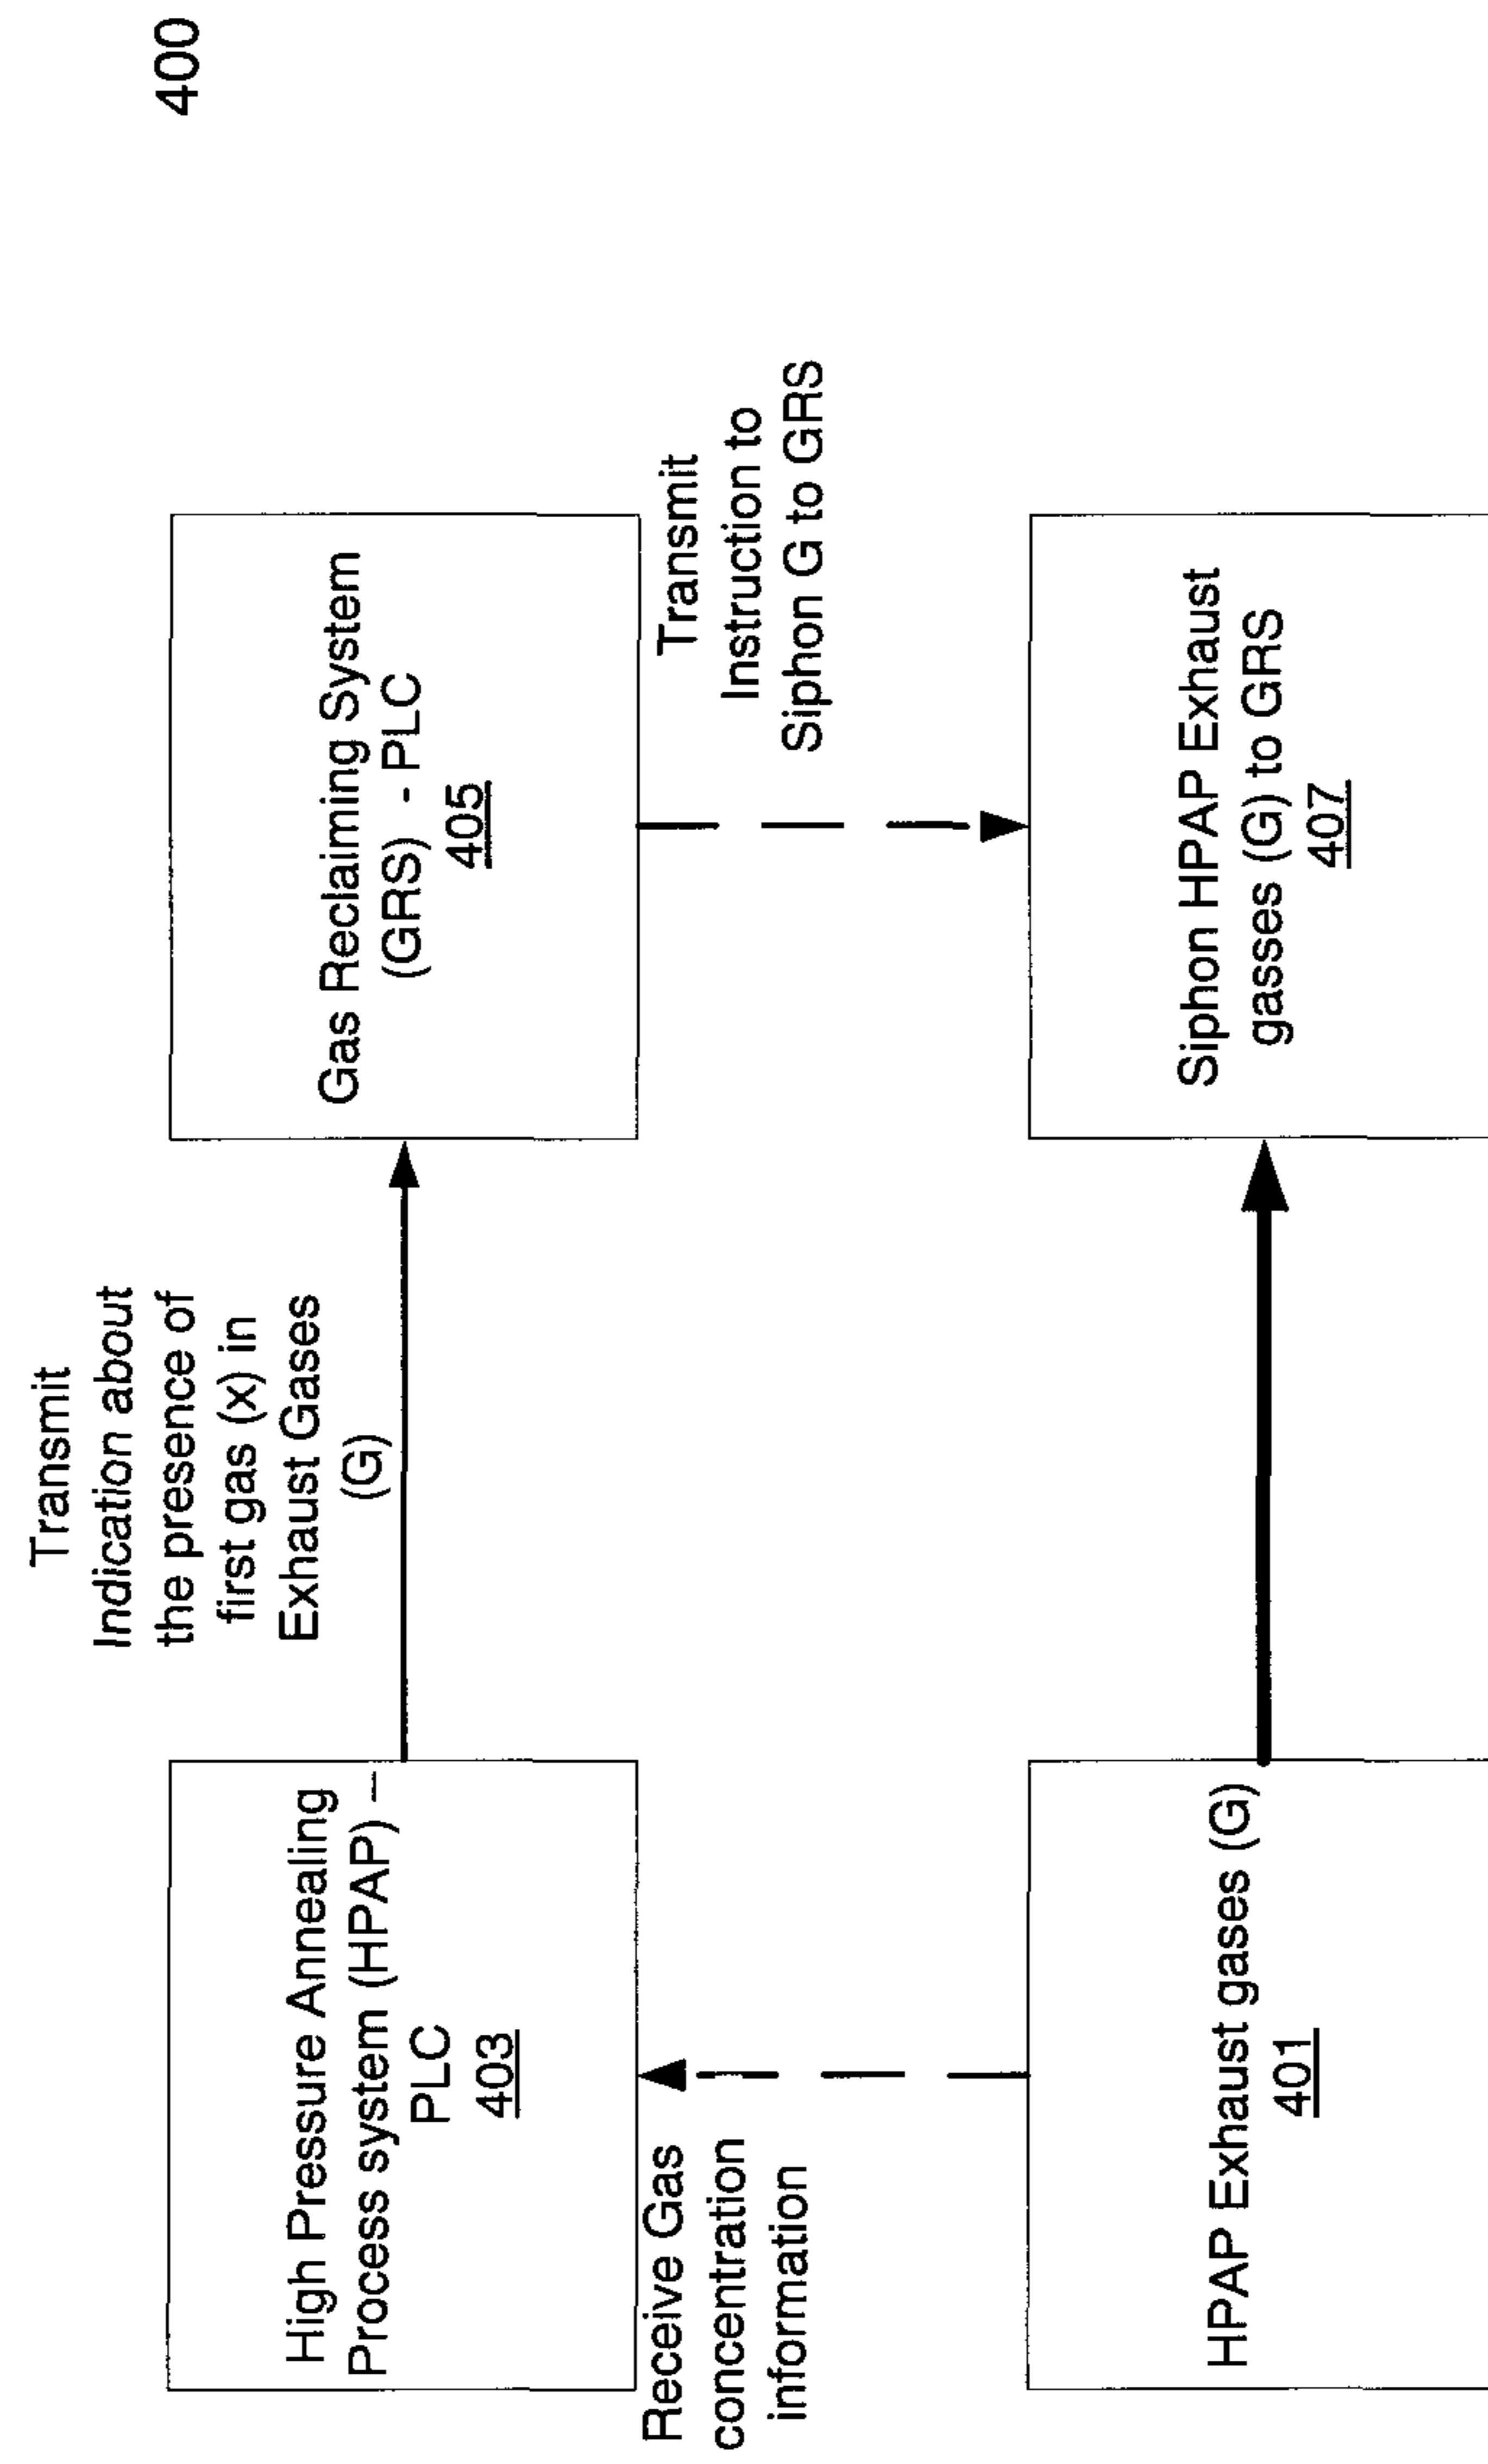 400
Transmit
Indication about
the presence of
first gas (x) in
Exhaust Gases
(G)
High Pressure Annealing
Process system (HPAP) –
PLC
403
Gas Reclaiming System
(GRS) - PLC
405
Receive Gas
concentration
information
Transmit
Instruction to
Siphon G to GRS
HPAP Exhaust gases (G)
401
Siphon HPAP Exhaust
gasses (G) to GRS
407